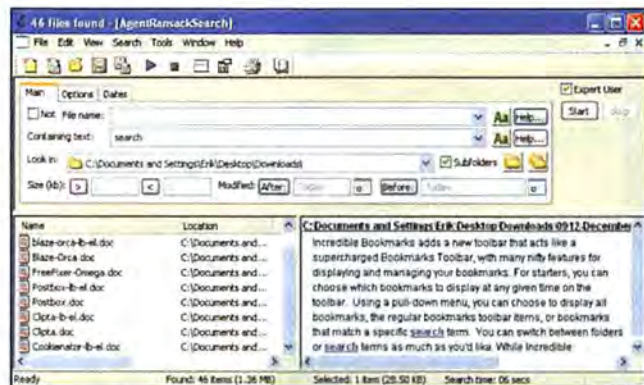 46 files found - [AgentRansackSearch]
File Edit View Search Tools Window Help
Main Options Dates
Expert User
Not File name:
Aa Help...
Start Stop
Containing text: search
Aa Help...
Look in: C:\Documents and Settings\Erik\Desktop\Downloads\
Subfolders
Size (kb): > < Modified: After: Today Before: Today
Name Location
blaze-orca-lb-el.doc C:\Documents and...
Blaze-Orca.doc C:\Documents and...
FreeFixer-Omega.doc C:\Documents and...
Postbox-lb-el.doc C:\Documents and...
Postbox.doc C:\Documents and...
Clipta-lb-el.doc C:\Documents and...
Clipta.doc C:\Documents and...
Cookienator-lb-el.doc C:\Documents and...
C:\Documents and Settings\Erik\Desktop\Downloads\0912-December
Incredible Bookmarks adds a new toolbar that acts like a
supercharged Bookmarks Toolbar, with many nifty features for
displaying and managing your bookmarks. For starters, you can
choose which bookmarks to display at any given time on the
toolbar. Using a pull-down menu, you can choose to display all
bookmarks, the regular bookmarks toolbar items, or bookmarks
that match a specific search term. You can switch between folders
or search terms as much as you'd like. While Incredible
Ready Found: 46 items (1.36 MB) Selected: 1 item (28.50 KB) Search time: 06 secs